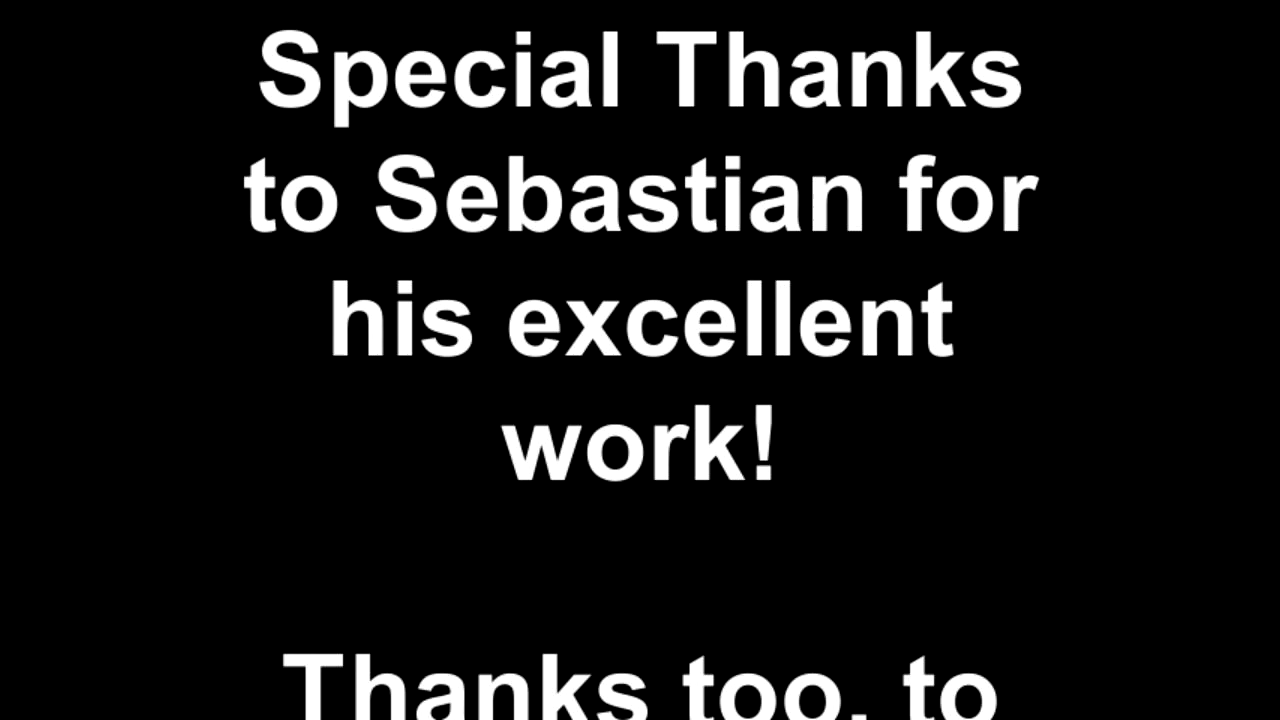 Special Thanks
to Sebastian for
his excellent
work!
Thanks too, to